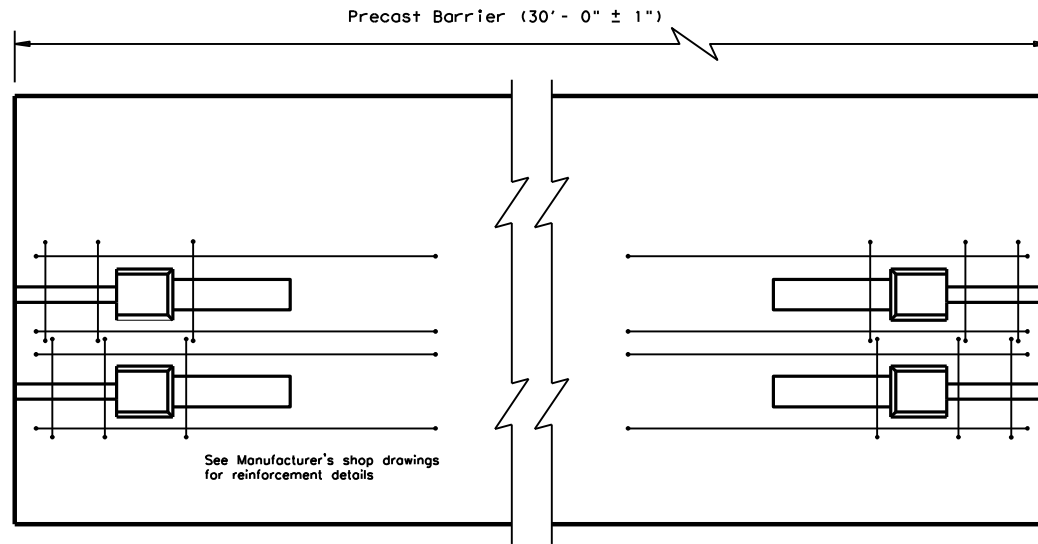 Precast Barrier (30'- 0" ± 1")
See Manufacturer's shop drawings
for reinforcement details